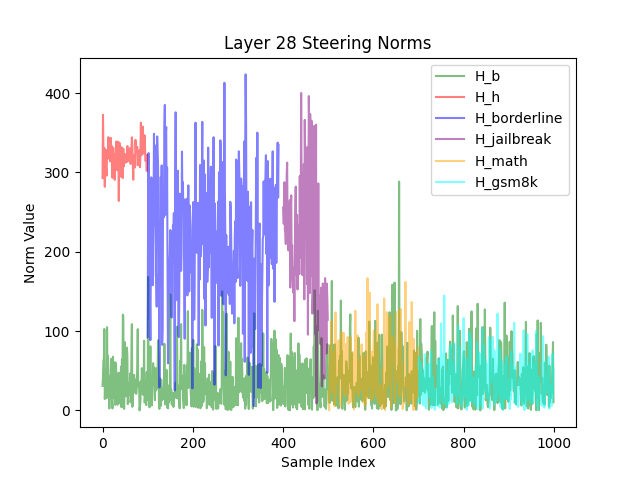 Layer 28 Steering Norms
Norm Value
400
300
200
100
0
H_b
H_h
H_borderline
H_jailbreak
H_math
H_gsm8k
0 200 400 600 800 1000
Sample Index